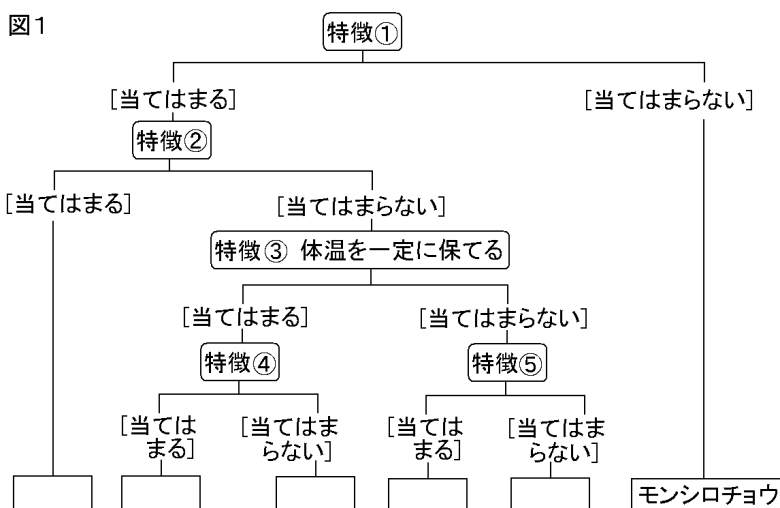 図1
特徴①
[当てはまる]
[当てはまらない]
特徴②
[当てはまる]
[当てはまらない]
特徴③ 体温を一定に保てる
[当てはまる]
[当てはまらない]
特徴④
特徴⑤
[当ては
まる]
[当てはま
らない]
[当ては
まる]
[当てはま
らない]
モンシロチョウ